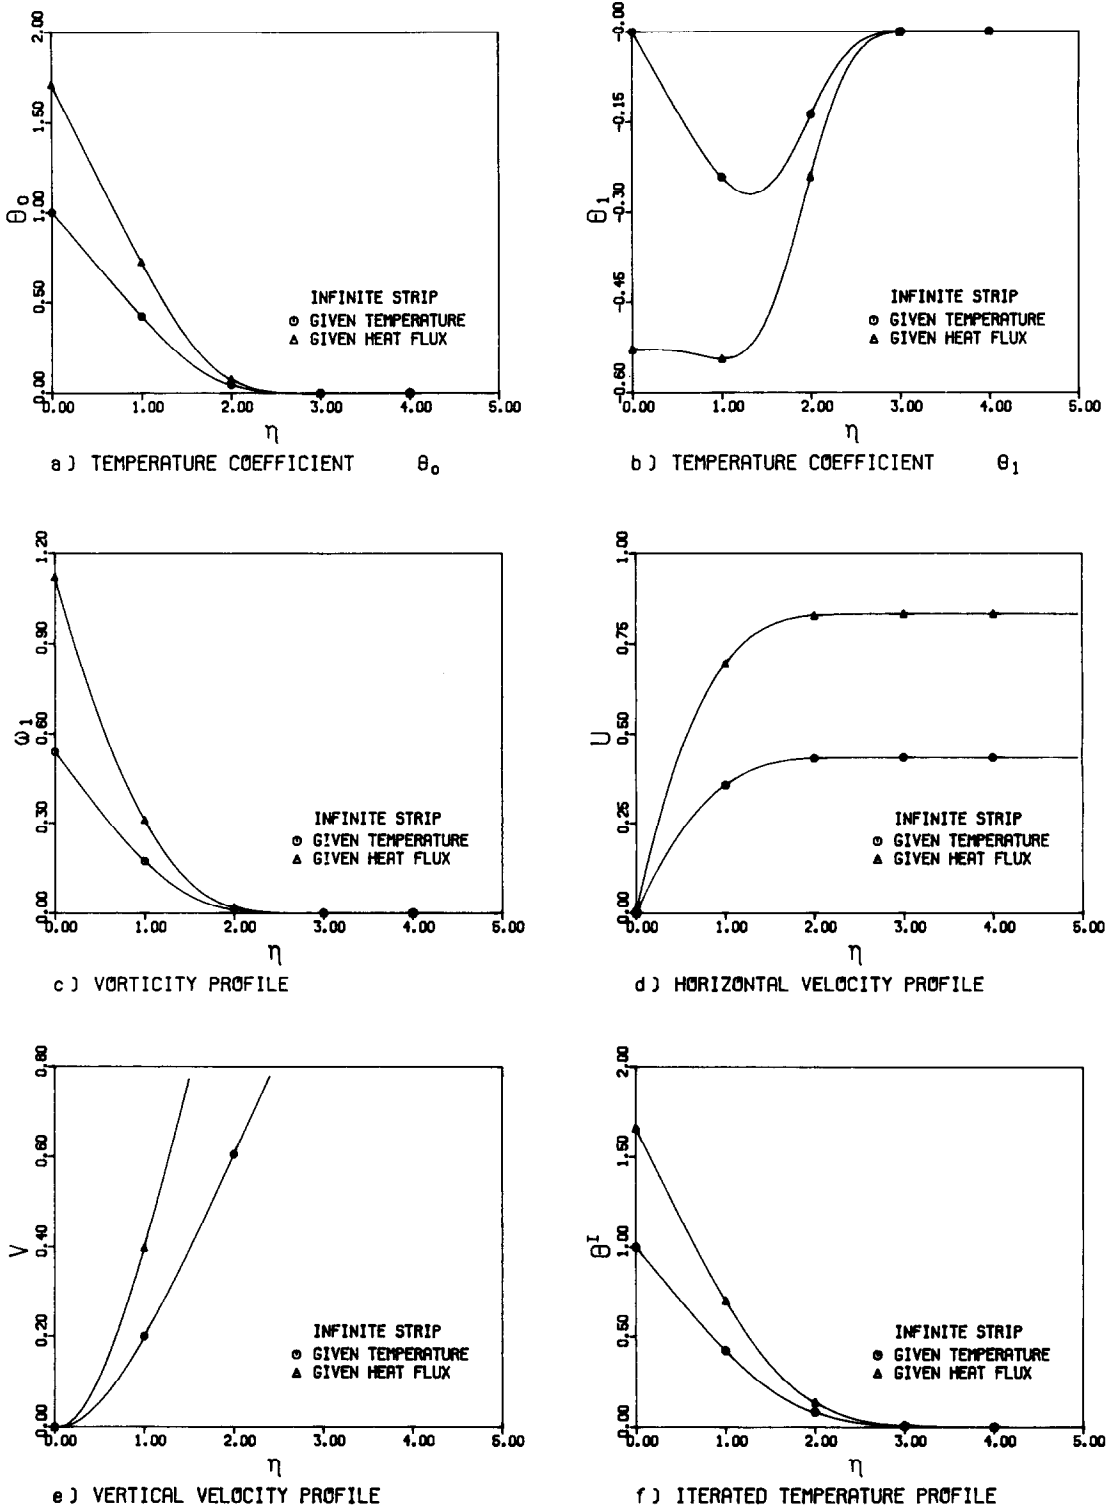 2.00
1.50
1.00
0.50
0.00
θ₀
0.00 1.00 2.00 3.00 4.00 5.00
η
INFINITE STRIP
GIVEN TEMPERATURE
GIVEN HEAT FLUX
a) TEMPERATURE COEFFICIENT θ₀
-0.00
-0.15
-0.30
-0.45
-0.60
θ₁
0.00 1.00 2.00 3.00 4.00 5.00
η
INFINITE STRIP
GIVEN TEMPERATURE
GIVEN HEAT FLUX
b) TEMPERATURE COEFFICIENT θ₁
1.20
0.90
0.60
0.30
0.00
ω₁
0.00 1.00 2.00 3.00 4.00 5.00
η
INFINITE STRIP
GIVEN TEMPERATURE
GIVEN HEAT FLUX
c) VORTICITY PROFILE
1.00
0.75
0.50
0.25
0.00
U
0.00 1.00 2.00 3.00 4.00 5.00
η
INFINITE STRIP
GIVEN TEMPERATURE
GIVEN HEAT FLUX
d) HORIZONTAL VELOCITY PROFILE
0.80
0.60
0.40
0.20
0.00
V
0.00 1.00 2.00 3.00 4.00 5.00
η
INFINITE STRIP
GIVEN TEMPERATURE
GIVEN HEAT FLUX
e) VERTICAL VELOCITY PROFILE
2.00
1.50
1.00
0.50
0.00
θᴵ
0.00 1.00 2.00 3.00 4.00 5.00
η
INFINITE STRIP
GIVEN TEMPERATURE
GIVEN HEAT FLUX
f) ITERATED TEMPERATURE PROFILE